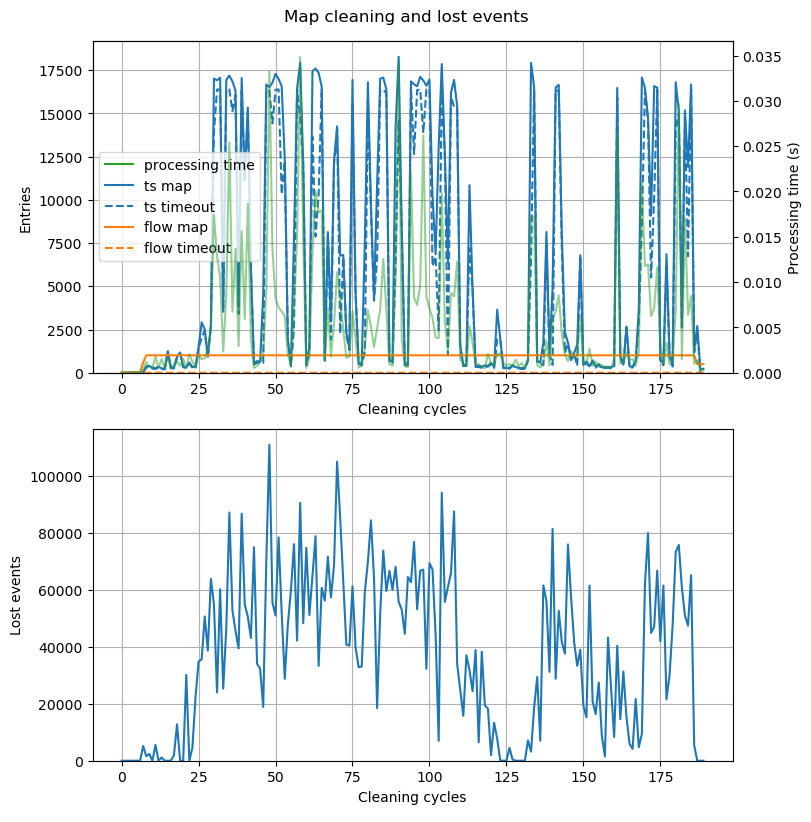 Map cleaning and lost events
17500
15000
12500
10000
7500
5000
2500
0
Entries
processing time
ts map
ts timeout
flow map
flow timeout
0.035
0.030
0.025
0.020
0.015
0.010
0.005
0.000
Processing time (s)
0 25 50 75 100 125 150 175
Cleaning cycles
100000
80000
60000
40000
20000
0
Lost events
0 25 50 75 100 125 150 175
Cleaning cycles